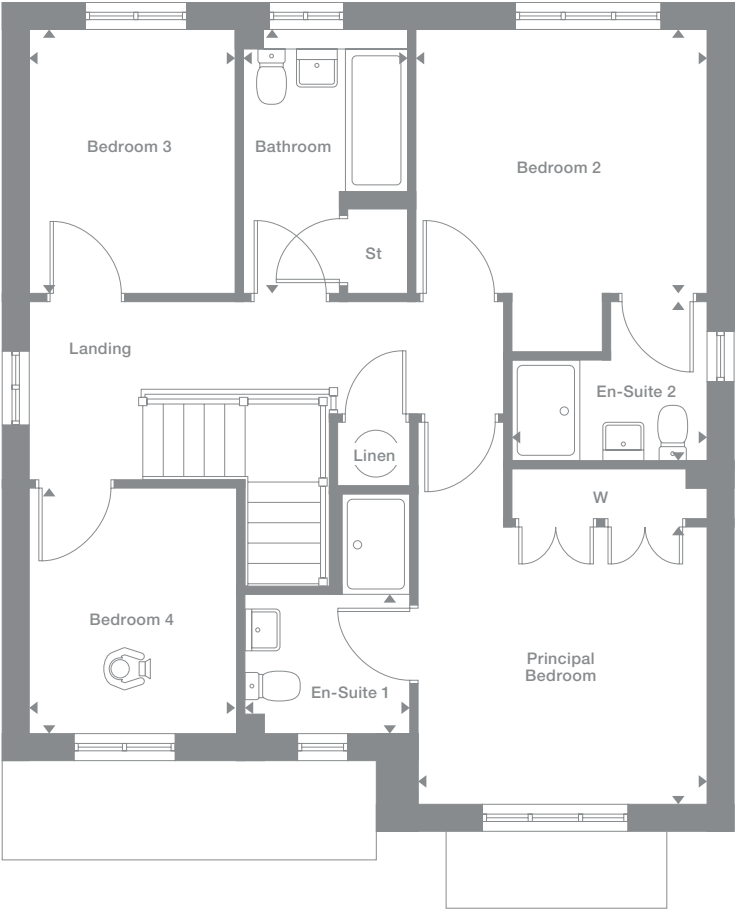 Bedroom 3
Bathroom
Bedroom 2
St
Landing
En-Suite 2
Linen
W
Bedroom 4
Principal
Bedroom
En-Suite 1